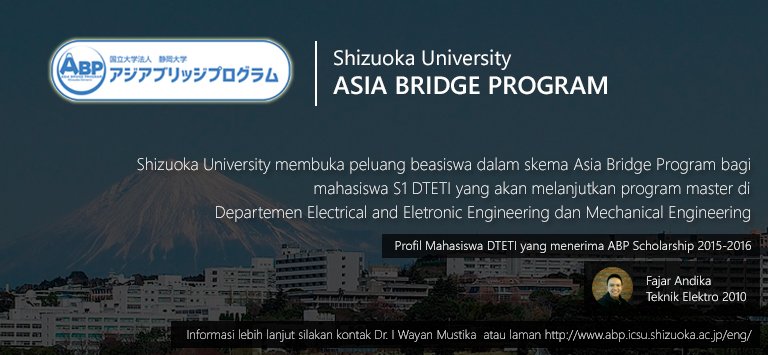 ABP
ASIA BRIDGE PROGRAM
国立大学法人 静岡大学
アジアブリッジプログラム
Shizuoka University
ASIA BRIDGE PROGRAM
Shizuoka University membuka peluang beasiswa dalam skema Asia Bridge Program bagi
mahasiswa S1 DTETI yang akan melanjutkan program master di
Departemen Electrical and Eletronic Engineering dan Mechanical Engineering
Profil Mahasiswa DTETI yang menerima ABP Scholarship 2015-2016
Fajar Andika
Teknik Elektro 2010
Informasi lebih lanjut silakan kontak Dr. I Wayan Mustika atau laman http://www.abp.icsu.shizuoka.ac.jp/eng/